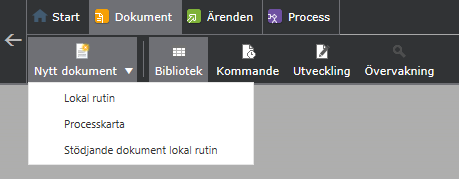 Start Dokument Ärenden Process
Nytt dokument Bibliotek Kommande Utveckling Övervakning
Lokal rutin
Processkarta
Stödjande dokument lokal rutin